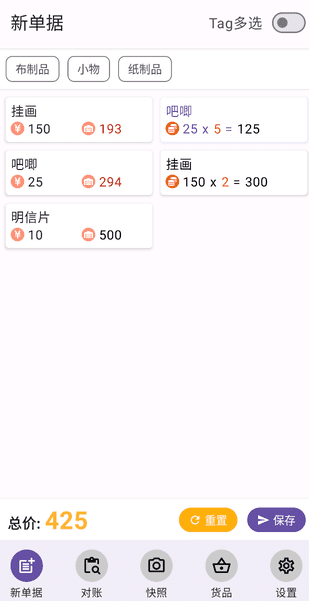 新单据
Tag多选
布制品 小物 纸制品
挂画
¥ 150 193
吧唧
25 x 5 = 125
吧唧
¥ 25 294
挂画
150 x 2 = 300
明信片
¥ 10 500
总价: 425
重置 保存
新单据 对账 快照 货品 设置